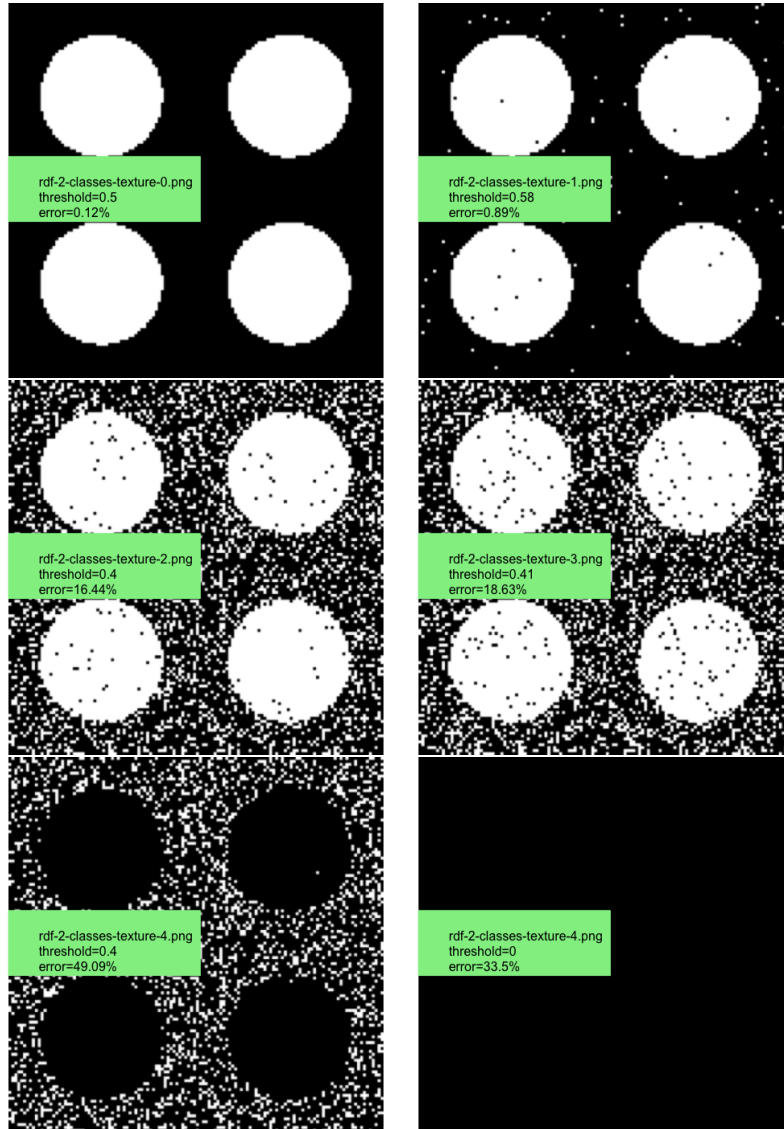 rdf-2-classes-texture-0.png
threshold=0.5
error=0.12%
rdf-2-classes-texture-1.png
threshold=0.58
error=0.89%
rdf-2-classes-texture-2.png
threshold=0.4
error=16.44%
rdf-2-classes-texture-3.png
threshold=0.41
error=18.63%
rdf-2-classes-texture-4.png
threshold=0.4
error=49.09%
rdf-2-classes-texture-4.png
threshold=0
error=33.5%